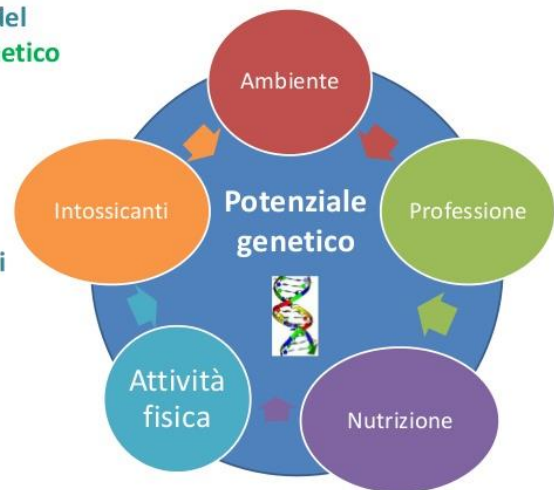 del
etico
Ambiente
Intossicanti
Potenziale
genetico
Professione
i
Attività
fisica
Nutrizione